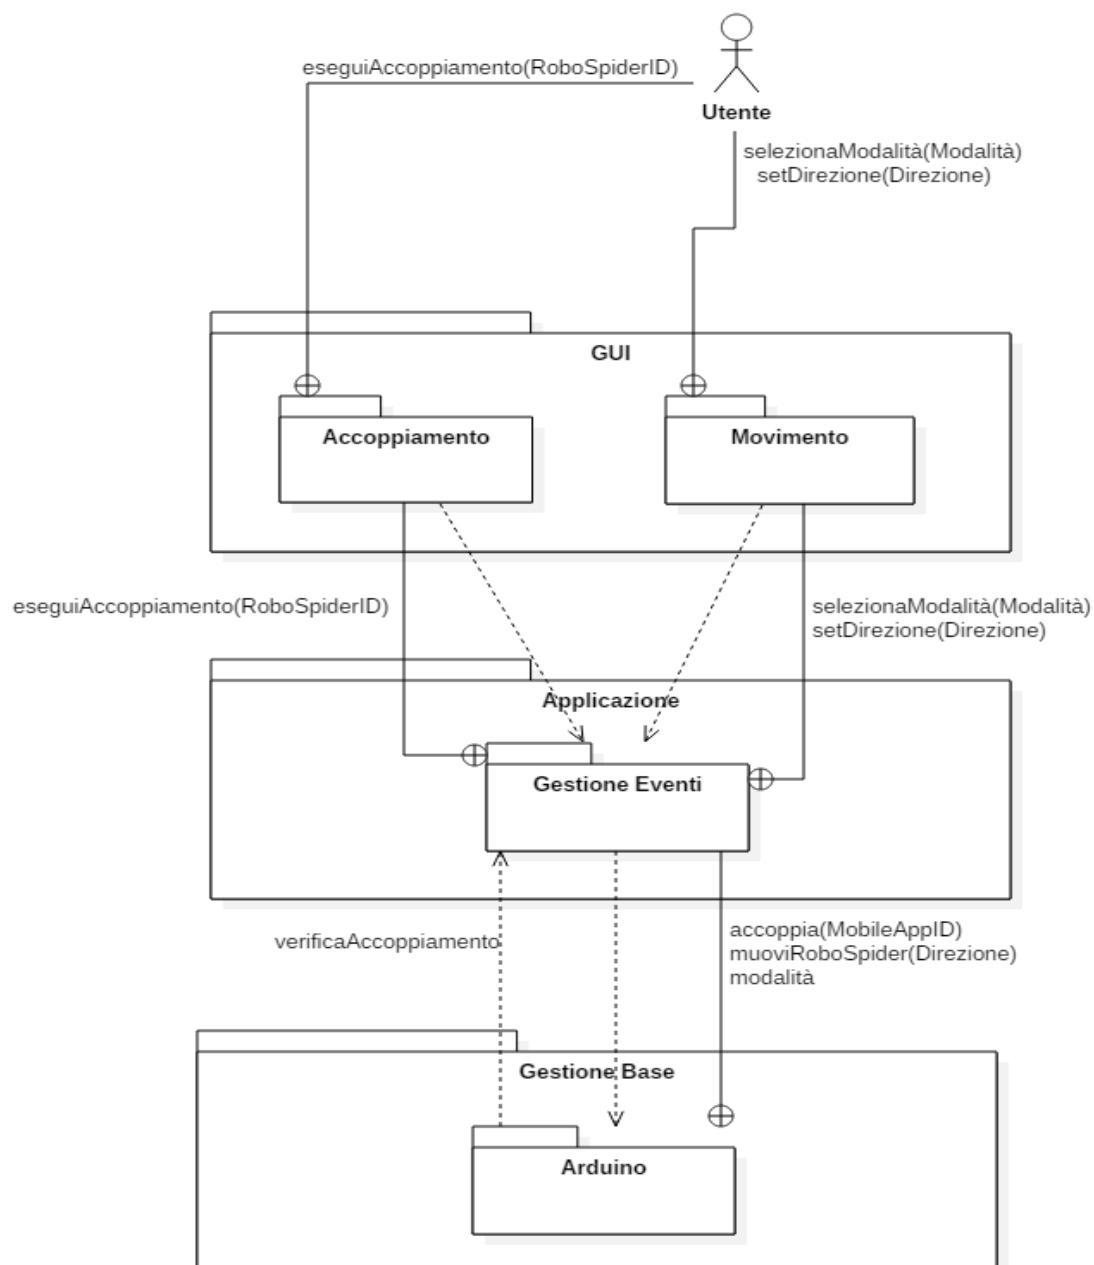 eseguiAccoppiamento(RoboSpiderID)
Utente
selezionaModalità(Modalità)
setDirezione(Direzione)
GUI
Accoppiamento
Movimento
eseguiAccoppiamento(RoboSpiderID)
selezionaModalità(Modalità)
setDirezione(Direzione)
Applicazione
Gestione Eventi
verificaAccoppiamento
accoppia(MobileAppID)
muoviRoboSpider(Direzione)
modalità
Gestione Base
Arduino